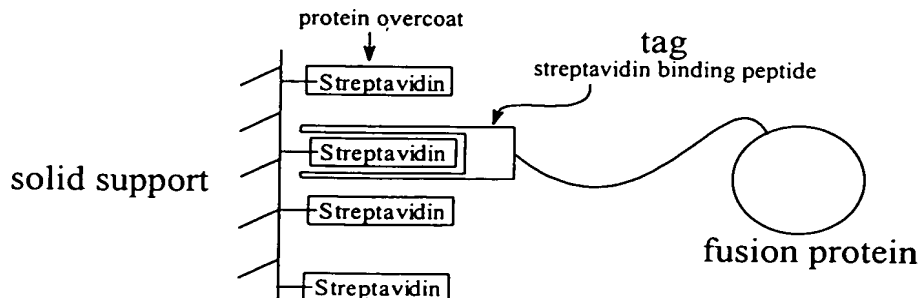 protein overcoat
tag
streptavidin binding peptide
Streptavidin
Streptavidin
solid support
Streptavidin
fusion protein
Streptavidin